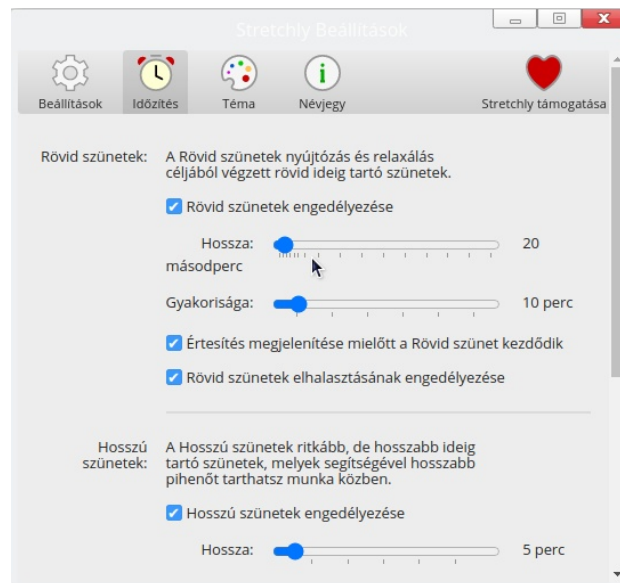 Stretchly Beállítások
Beállítások Időzítés Téma Névjegy Stretchly támogatása
Rövid szünetek: A Rövid szünetek nyújtózás és relaxálás
céljából végzett rövid ideig tartó szünetek.
Rövid szünetek engedélyezése
Hossza: 20
másodperc
Gyakorisága: 10 perc
Értesítés megjelenítése mielőtt a Rövid szünet kezdődik
Rövid szünetek elhalasztásának engedélyezése
Hosszú szünetek: A Hosszú szünetek ritkább, de hosszabb ideig
tartó szünetek, melyek segítségével hosszabb
pihenőt tarthatsz munka közben.
Hosszú szünetek engedélyezése
Hossza: 5 perc